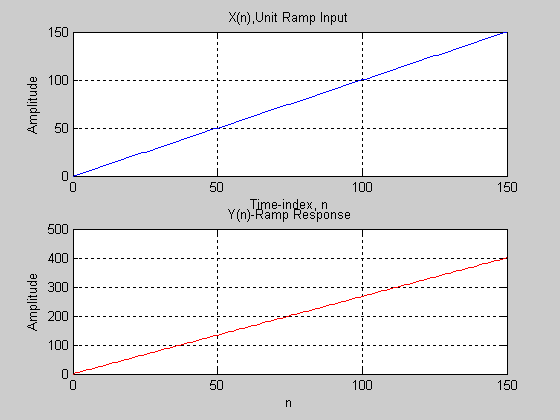 X(n),Unit Ramp Input
150
100
50
0
Amplitude
0 50 100 150
Time-index, n
Y(n)-Ramp Response
500
400
300
200
100
0
Amplitude
0 50 100 150
n